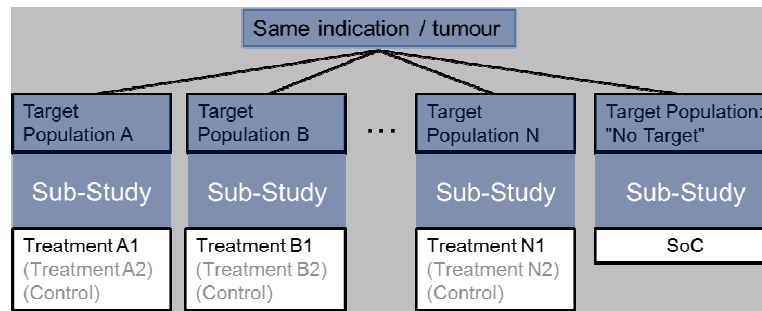 Same indication / tumour
Target
Population A
Target
Population B
...
Target
Population N
Target Population:
"No Target"
Sub-Study
Sub-Study
Sub-Study
Sub-Study
Treatment A1
(Treatment A2)
(Control)
Treatment B1
(Treatment B2)
(Control)
Treatment N1
(Treatment N2)
(Control)
SoC